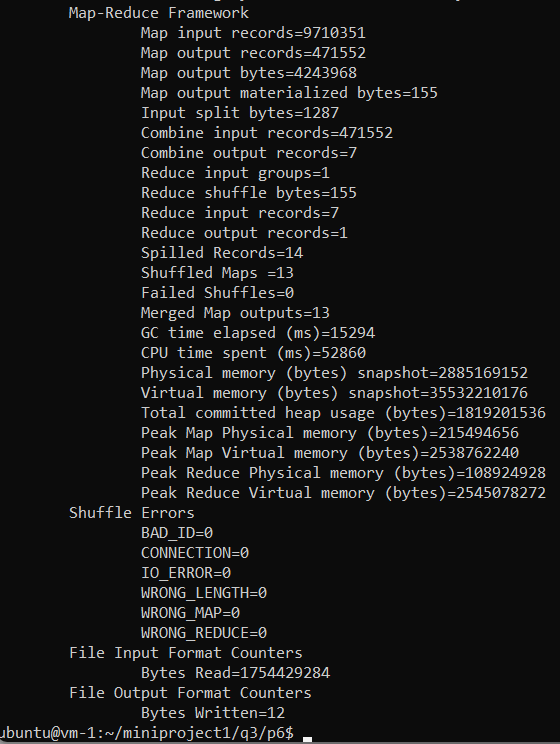 Map-Reduce Framework
Map input records=9710351
Map output records=471552
Map output bytes=4243968
Map output materialized bytes=155
Input split bytes=1287
Combine input records=471552
Combine output records=7
Reduce input groups=1
Reduce shuffle bytes=155
Reduce input records=7
Reduce output records=1
Spilled Records=14
Shuffled Maps =13
Failed Shuffles=0
Merged Map outputs=13
GC time elapsed (ms)=15294
CPU time spent (ms)=52860
Physical memory (bytes) snapshot=2885169152
Virtual memory (bytes) snapshot=35532210176
Total committed heap usage (bytes)=1819201536
Peak Map Physical memory (bytes)=215494656
Peak Map Virtual memory (bytes)=2538762240
Peak Reduce Physical memory (bytes)=108924928
Peak Reduce Virtual memory (bytes)=2545078272
Shuffle Errors
BAD_ID=0
CONNECTION=0
IO_ERROR=0
WRONG_LENGTH=0
WRONG_MAP=0
WRONG_REDUCE=0
File Input Format Counters
Bytes Read=1754429284
File Output Format Counters
Bytes Written=12
ubuntu@vm-1:~/miniproject1/q3/p6$